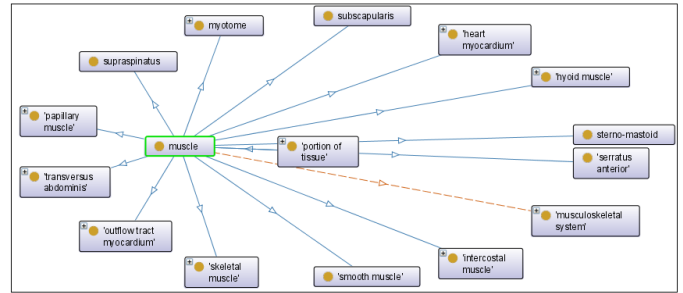 subscapularis
myotome
'heart
myocardium'
supraspinatus
'hyoid muscle'
'papillary
muscle'
sterno-mastoid
muscle
'portion of
tissue'
'serratus
anterior'
'transversus
abdominis'
'musculoskeletal
system'
'outflow tract
myocardium'
'skeletal
muscle'
'smooth muscle'
'intercostal
muscle'